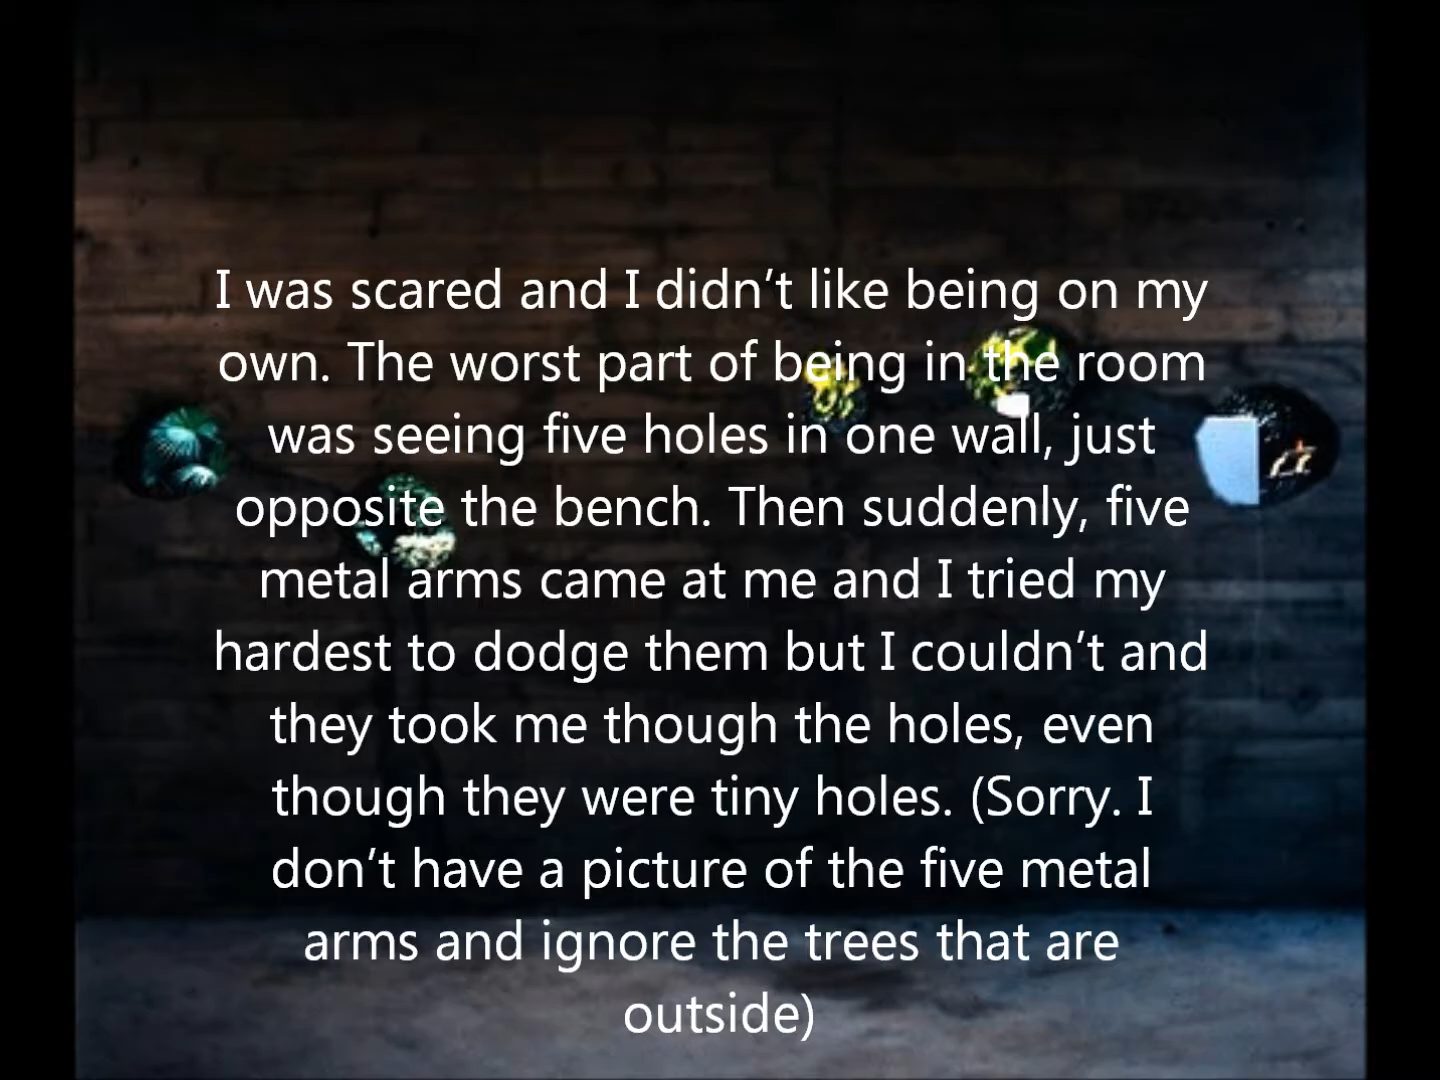 I was scared and I didn’t like being on my
own. The worst part of being in the room
was seeing five holes in one wall, just
opposite the bench. Then suddenly, five
metal arms came at me and I tried my
hardest to dodge them but I couldn’t and
they took me though the holes, even
though they were tiny holes. (Sorry. I
don’t have a picture of the five metal
arms and ignore the trees that are
outside)